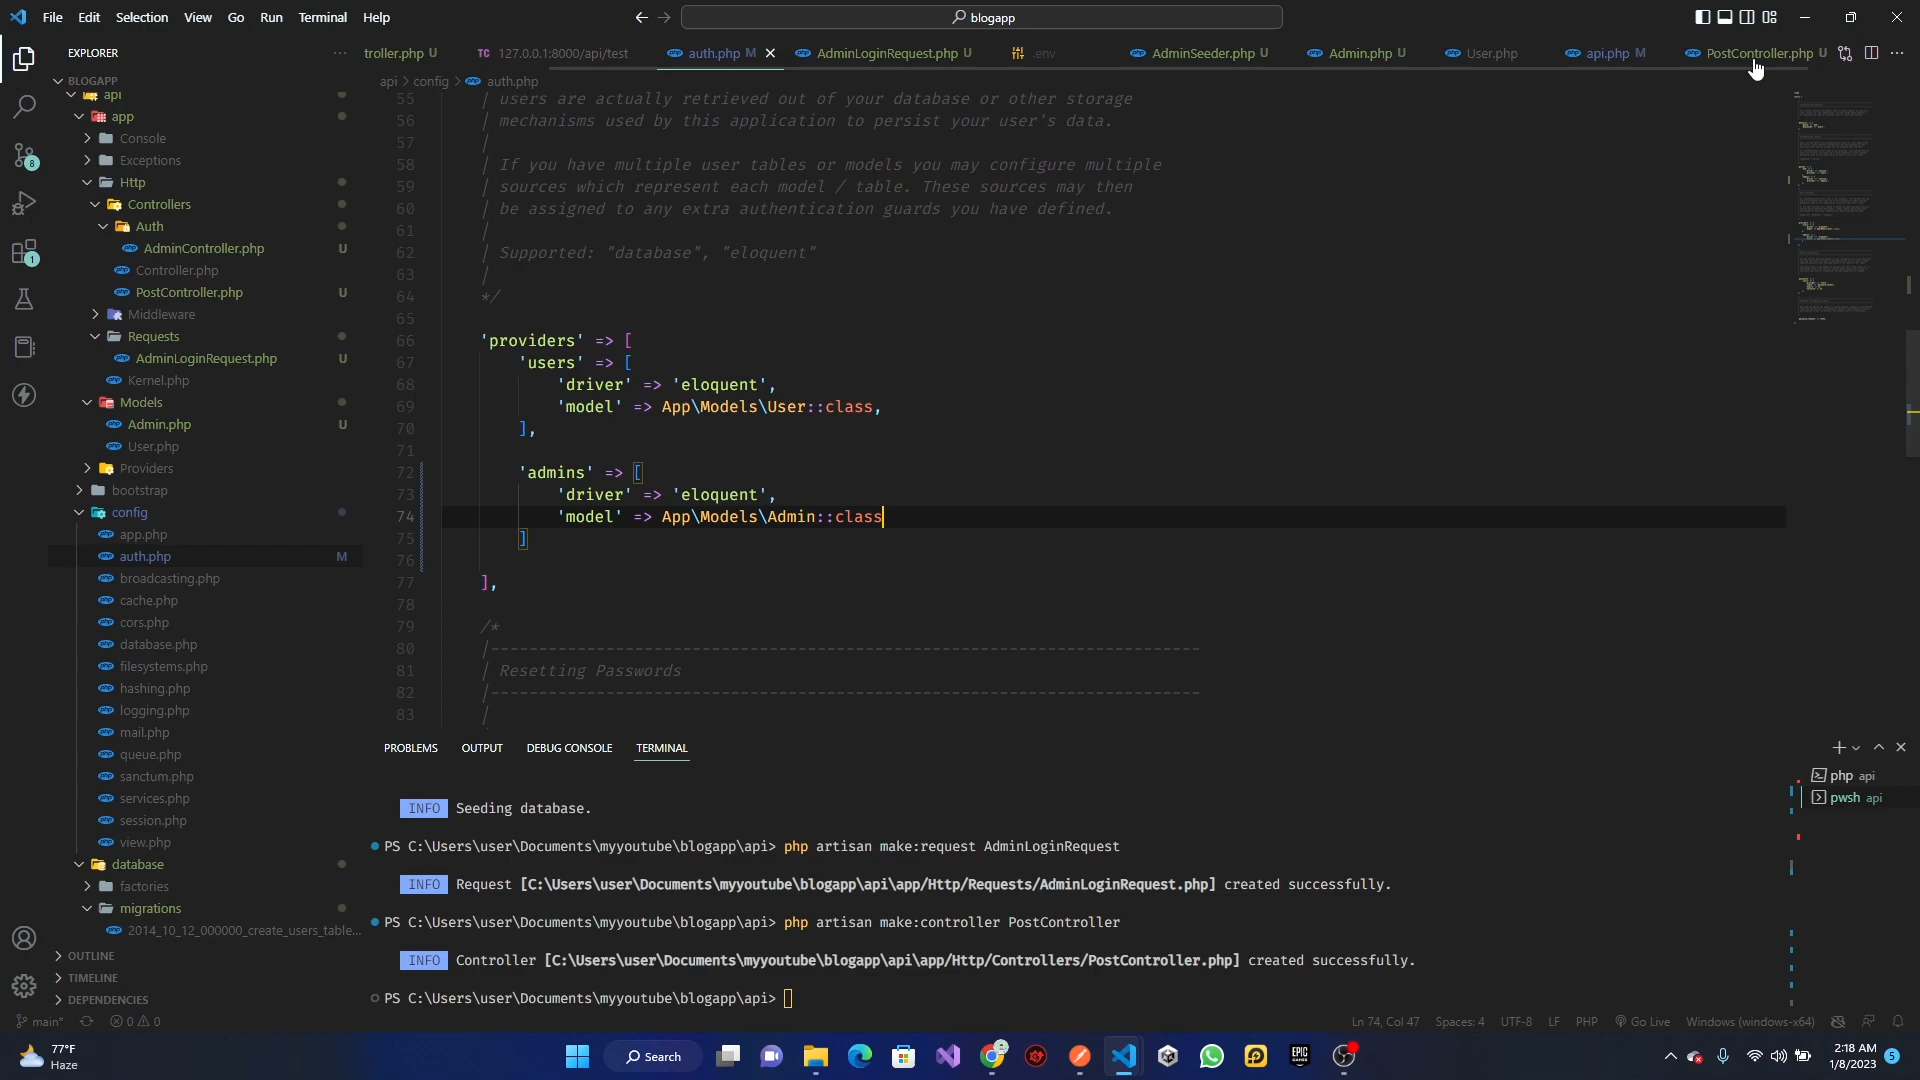 File Edit Selection View Go Run Terminal Help
blogapp
EXPLORER
troller.php U
TC 127.0.0.1:8000/api/test
auth.php M
AdminLoginRequest.php U
.env
AdminSeeder.php U
Admin.php U
User.php
api.php M
PostController.php U
BLOGAPP
api
app
Console
Exceptions
Http
Controllers
Auth
AdminController.php U
Controller.php
PostController.php U
Middleware
Requests
AdminLoginRequest.php U
Kernel.php
Models
Admin.php U
User.php
Providers
bootstrap
config
app.php
auth.php M
broadcasting.php
cache.php
cors.php
database.php
filesystems.php
hashing.php
logging.php
mail.php
queue.php
sanctum.php
services.php
session.php
view.php
database
factories
migrations
2014_10_12_000000_create_users_table...
OUTLINE
TIMELINE
DEPENDENCIES
8
1
api > config > auth.php
55 | users are actually retrieved out of your database or other storage
56 | mechanisms used by this application to persist your user's data.
57 |
58 | If you have multiple user tables or models you may configure multiple
59 | sources which represent each model / table. These sources may then
60 | be assigned to any extra authentication guards you have defined.
61 |
62 | Supported: "database", "eloquent"
63 |
64 */
65
66 'providers' => [
67 'users' => [
68 'driver' => 'eloquent',
69 'model' => App\Models\User::class,
70 ],
71
72 'admins' => [
73 'driver' => 'eloquent',
74 'model' => App\Models\Admin::class
75 ]
76
77 ],
78
79 /*
80 |--------------------------------------------------------------------------
81 | Resetting Passwords
82 |--------------------------------------------------------------------------
83 |
PROBLEMS OUTPUT DEBUG CONSOLE TERMINAL
INFO Seeding database.
PS C:\Users\user\Documents\myyoutube\blogapp\api> php artisan make:request AdminLoginRequest
INFO Request [C:\Users\user\Documents\myyoutube\blogapp\api\app/Http/Requests/AdminLoginRequest.php] created successfully.
PS C:\Users\user\Documents\myyoutube\blogapp\api> php artisan make:controller PostController
INFO Controller [C:\Users\user\Documents\myyoutube\blogapp\api\app/Http/Controllers/PostController.php] created successfully.
PS C:\Users\user\Documents\myyoutube\blogapp\api>
php api
pwsh api
main* 0 0
Ln 74, Col 47 Spaces: 4 UTF-8 LF PHP Go Live Windows (windows-x64)
77°F
Haze
Search
EPIC GAMES
2:18 AM
1/8/2023
5